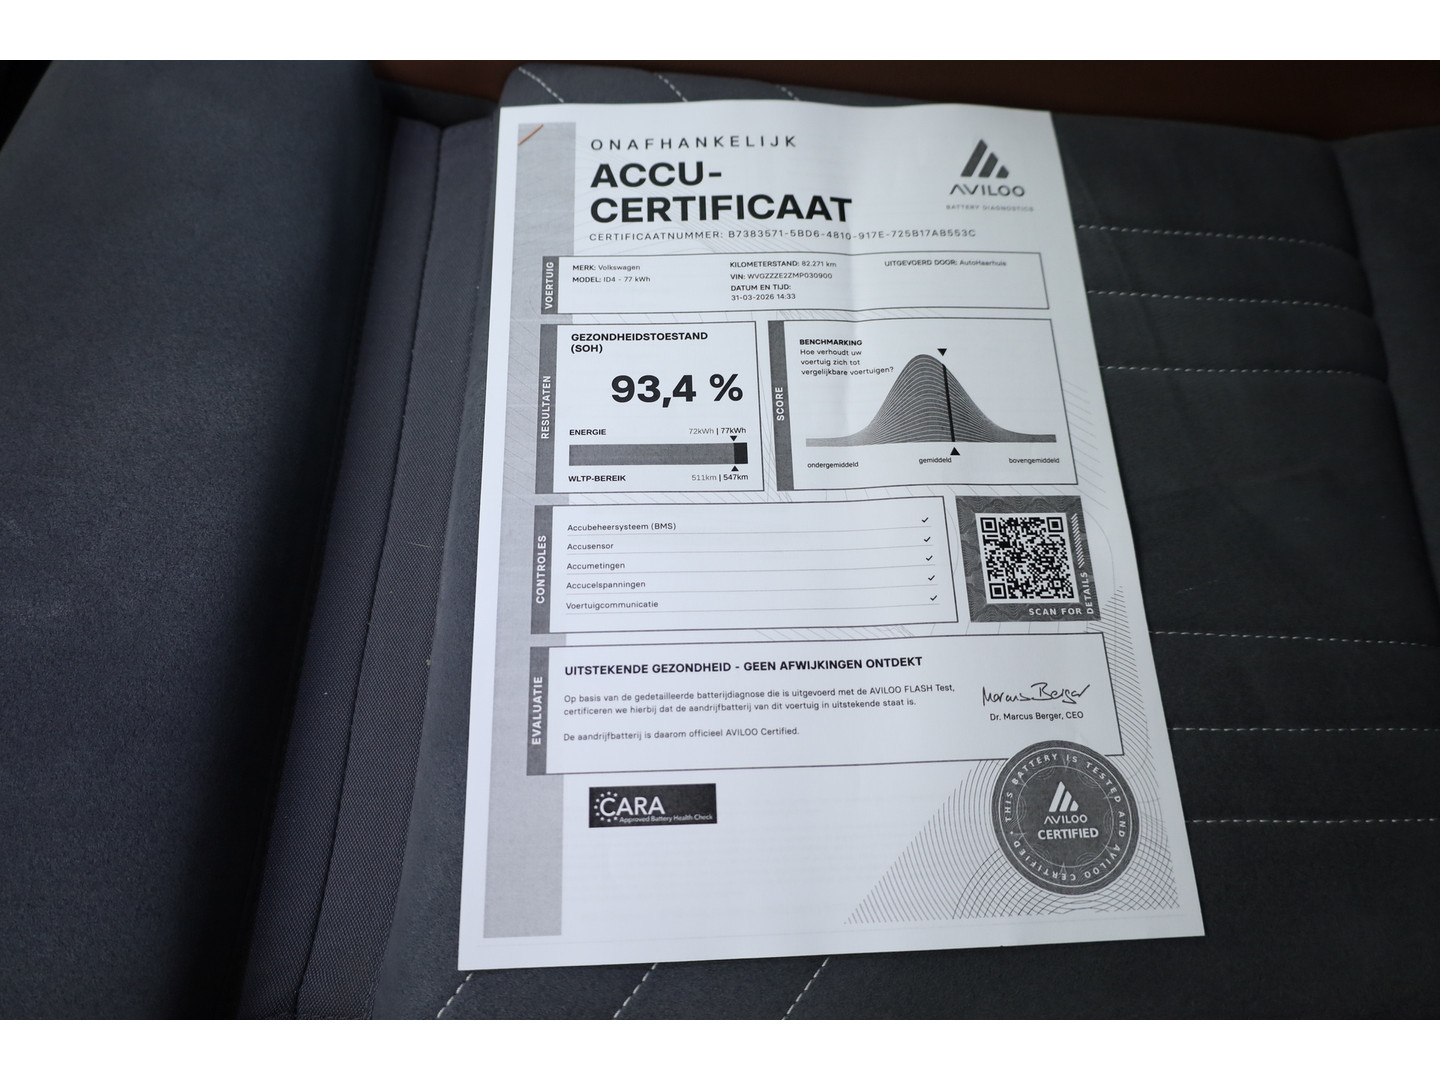 ONAFHANKELIJK
ACCU-
CERTIFICAAT
CERTIFICAATNUMMER: B7383571-5BD6-4810-917E-725B17AB553C
AVILOO
BATTERY DIAGNOSTICS
VOERTUIG
MERK: Volkswagen
MODEL: ID4 - 77 kWh
KILOMETERSTAND: 82.271 km
VIN: WVGZZZE2ZMP030900
DATUM EN TIJD:
31-03-2026 14:33
UITGEVOERD DOOR: AutoHaarhuis
RESULTATEN
GEZONDHEIDSTOESTAND
(SOH)
93,4 %
ENERGIE 72kWh | 77kWh
WLTP-BEREIK 511km | 547km
SCORE
BENCHMARKING
Hoe verhoudt uw
voertuig zich tot
vergelijkbare voertuigen?
ondergemiddeld gemiddeld bovengemiddeld
CONTROLES
Accubeheersysteem (BMS)
Accusensor
Accumetingen
Accucelspanningen
Voertuigcommunicatie
SCAN FOR DETAILS
EVALUATIE
UITSTEKENDE GEZONDHEID - GEEN AFWIJKINGEN ONTDEKT
Op basis van de gedetailleerde batterijdiagnose die is uitgevoerd met de AVILOO FLASH Test,
certificeren we hierbij dat de aandrijfbatterij van dit voertuig in uitstekende staat is.
De aandrijfbatterij is daarom officieel AVILOO Certified.
Marcus Berger
Dr. Marcus Berger, CEO
CARA
Approved Battery Health Check
THIS BATTERY IS TESTED AND AVILOO CERTIFIED
AVILOO
CERTIFIED